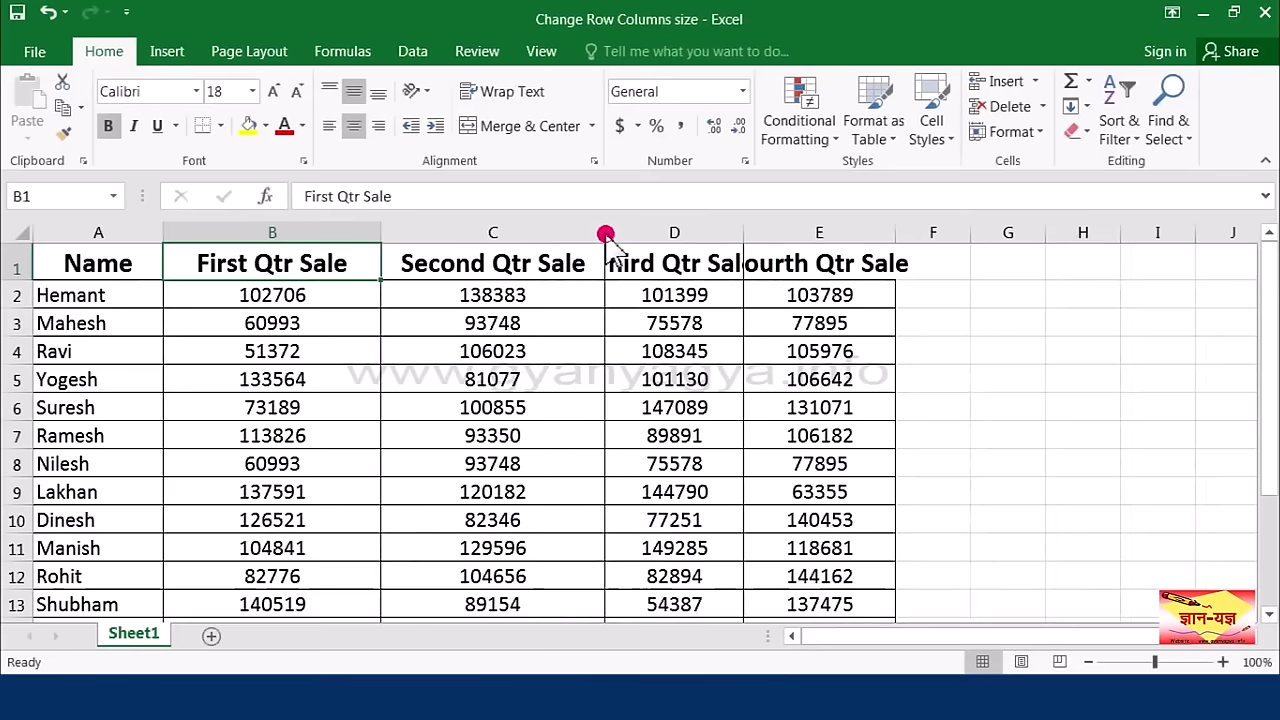 Change Row Columns size - Excel
File Home Insert Page Layout Formulas Data Review View Tell me what you want to do... Sign in Share
Calibri 18 Wrap Text General Insert
Paste B I U Merge & Center $ % , Conditional Formatting Format as Table Cell Styles Delete Sort & Filter Find & Select
Format
Clipboard Font Alignment Number Styles Cells Editing
B1 fx First Qtr Sale
A B C D E F G H I J
1 Name First Qtr Sale Second Qtr Sale hird Qtr Sal ourth Qtr Sale
2 Hemant 102706 138383 101399 103789
3 Mahesh 60993 93748 75578 77895
4 Ravi 51372 106023 108345 105976
www.gyanyagya.info
5 Yogesh 133564 81077 101130 106642
6 Suresh 73189 100855 147089 131071
7 Ramesh 113826 93350 89891 106182
8 Nilesh 60993 93748 75578 77895
9 Lakhan 137591 120182 144790 63355
10 Dinesh 126521 82346 77251 140453
11 Manish 104841 129596 149285 118681
12 Rohit 82776 104656 82894 144162
13 Shubham 140519 89154 54387 137475
ज्ञान-यज्ञ
Sheet1
Ready 100%